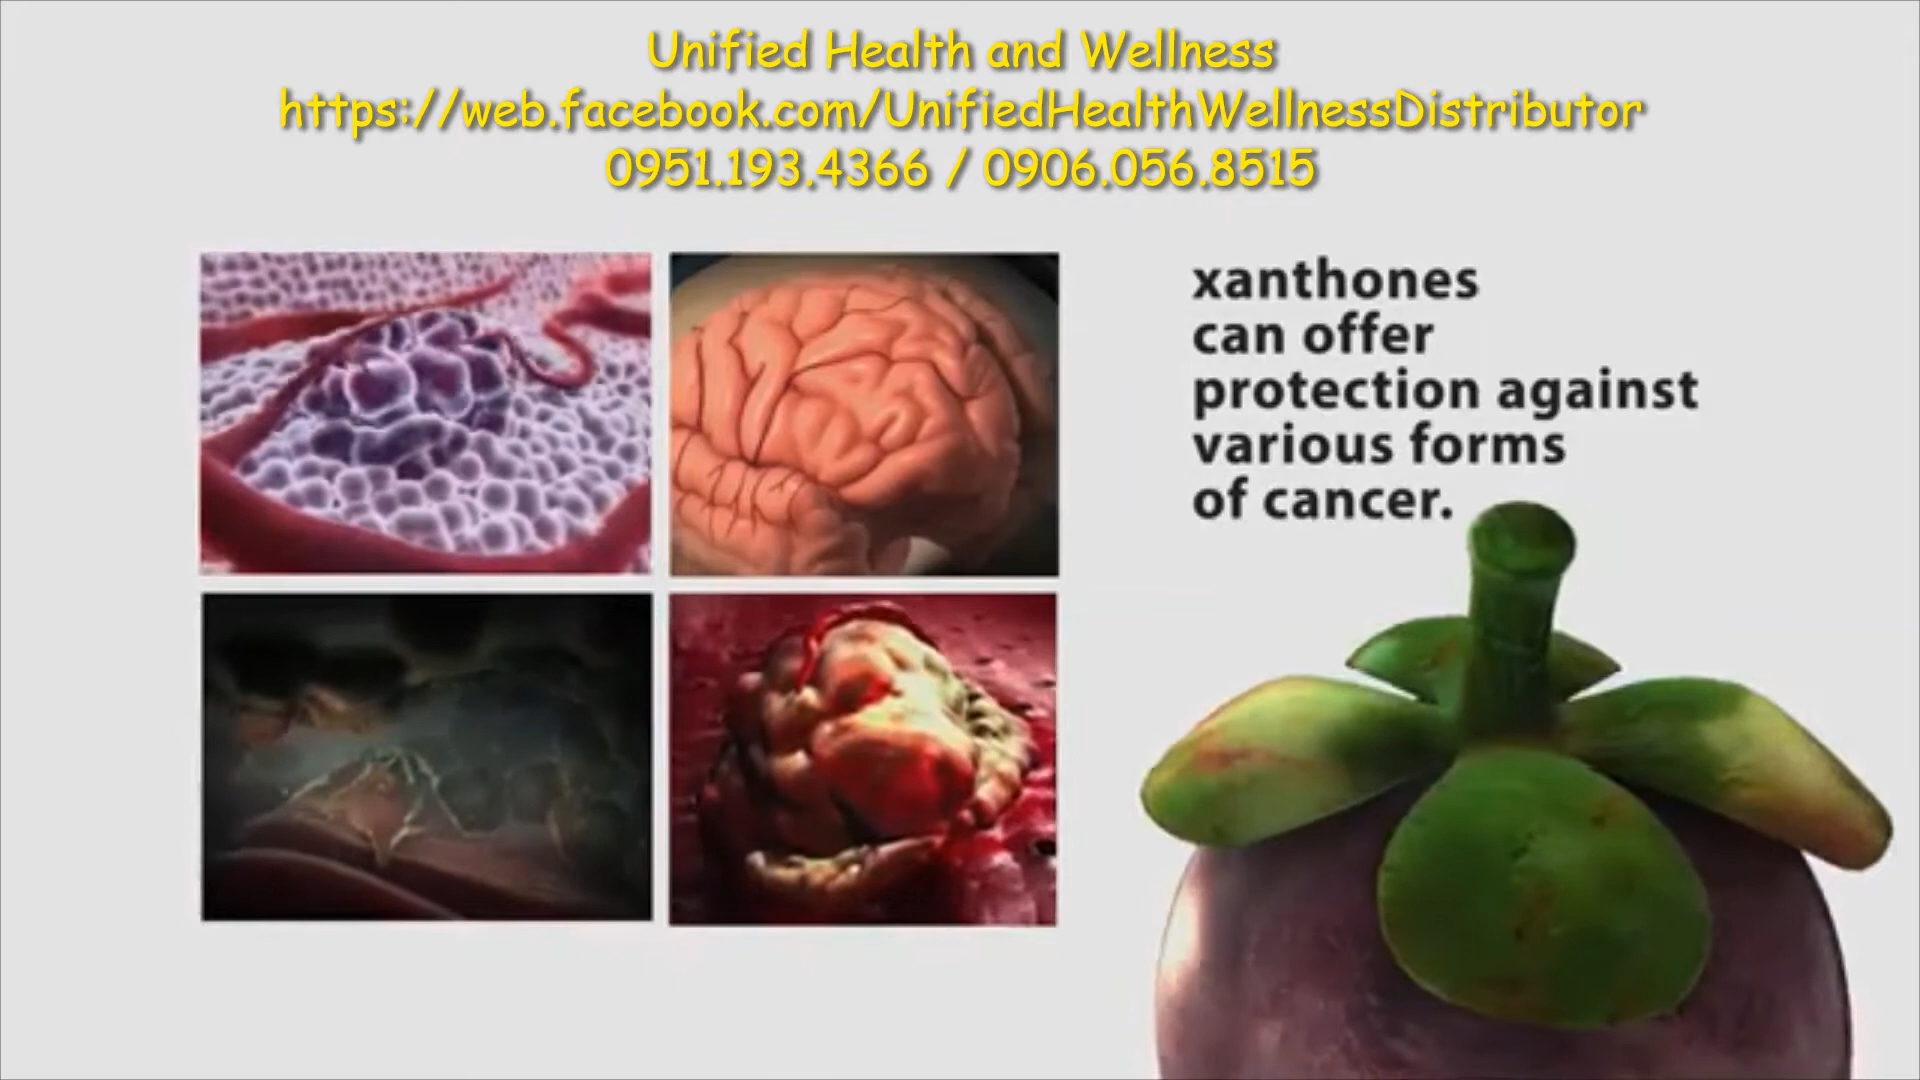 Unified Health and Wellness
https://web.facebook.com/UnifiedHealthWellnessDistributor
0951.193.4366 / 0906.056.8515
xanthones
can offer
protection against
various forms
of cancer.